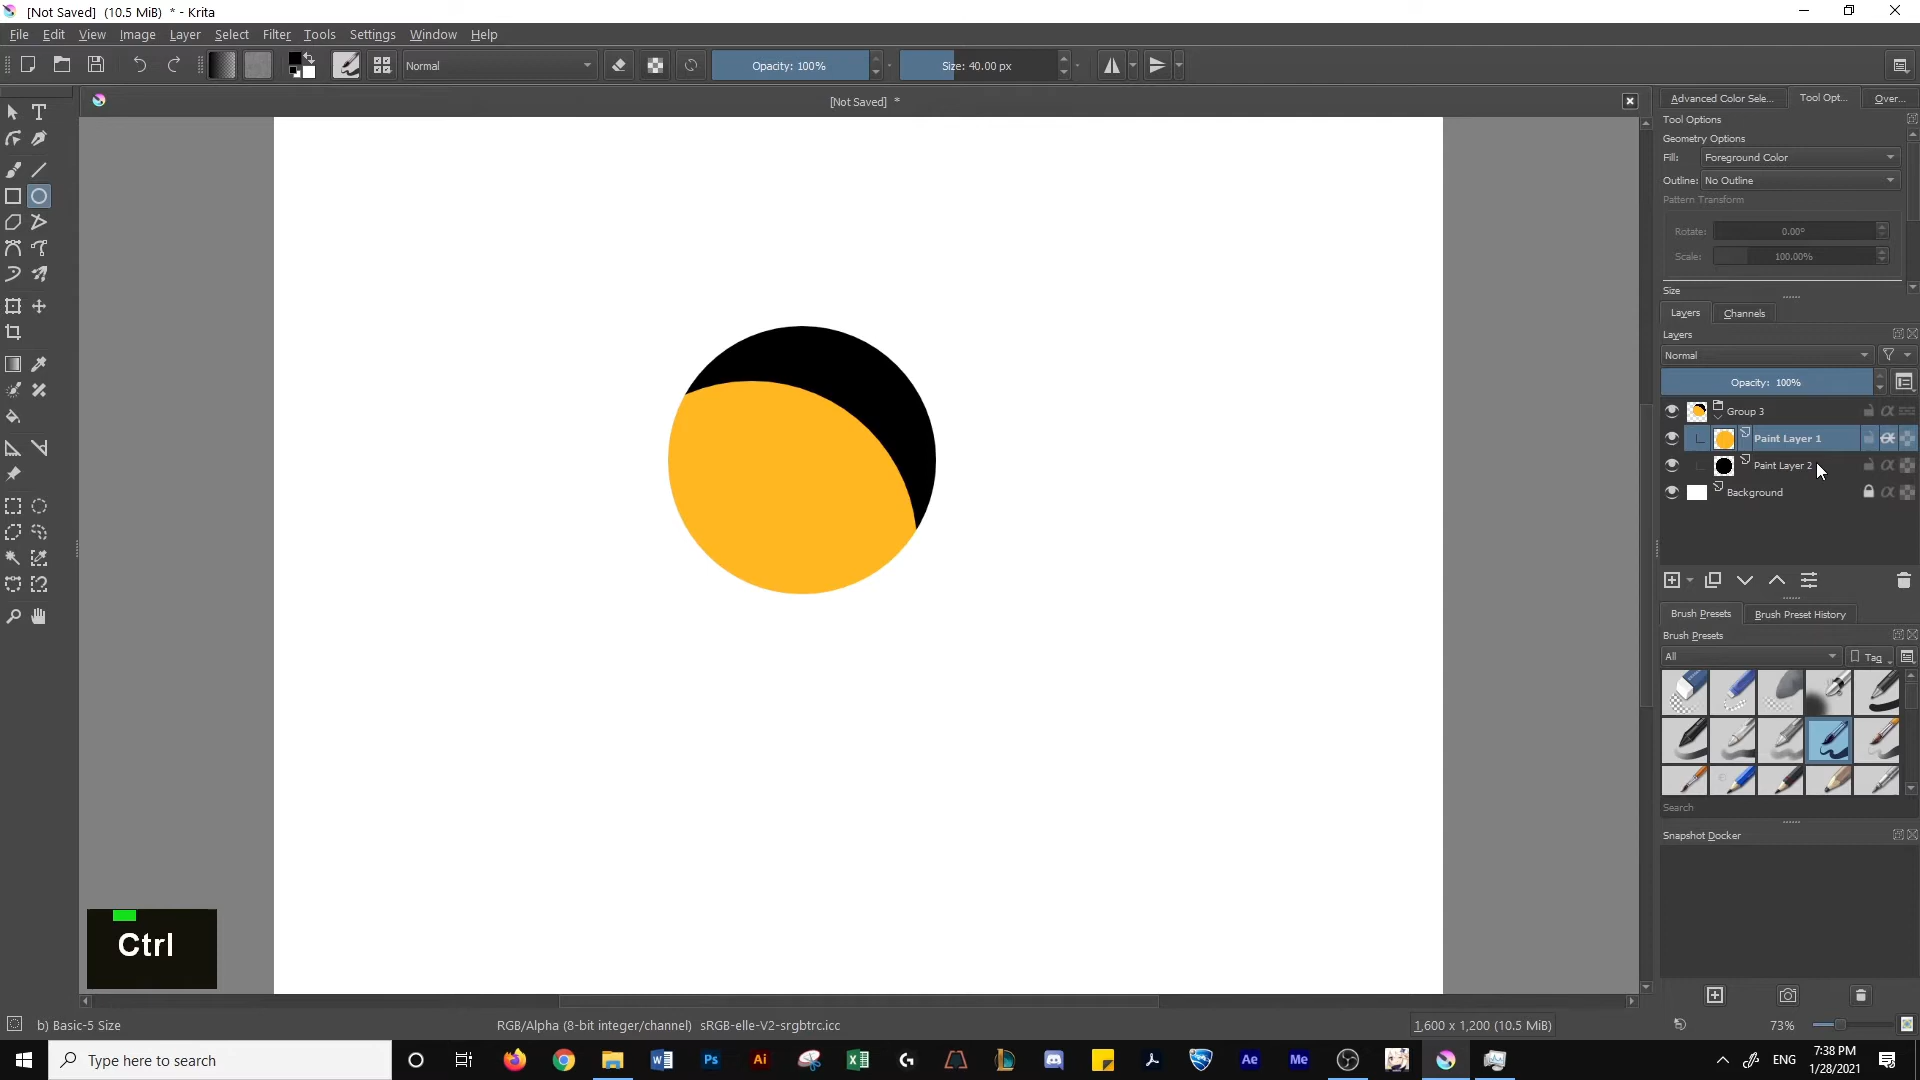 [Not Saved]  (10.5 MiB)  * - Krita
File Edit View Image Layer Select Filter Tools Settings Window Help
Normal
Opacity: 100%
Size: 40.00 px
[Not Saved]  *
Advanced Color Sele...
Tool Opt...
Over...
Tool Options
Geometry Options
Fill: Foreground Color
Outline: No Outline
Pattern Transform
Rotate: 0.00°
Scale: 100.00%
Size
Layers
Channels
Layers
Normal
Opacity:  100%
Group 3
Paint Layer 1
Paint Layer 2
Background
Brush Presets
Brush Preset History
Brush Presets
All
Tag
Search
Snapshot Docker
Ctrl
b) Basic-5 Size
RGB/Alpha (8-bit integer/channel)  sRGB-elle-V2-srgbtrc.icc
1,600 x 1,200 (10.5 MiB)
73%
Type here to search
ENG
7:38 PM
1/28/2021